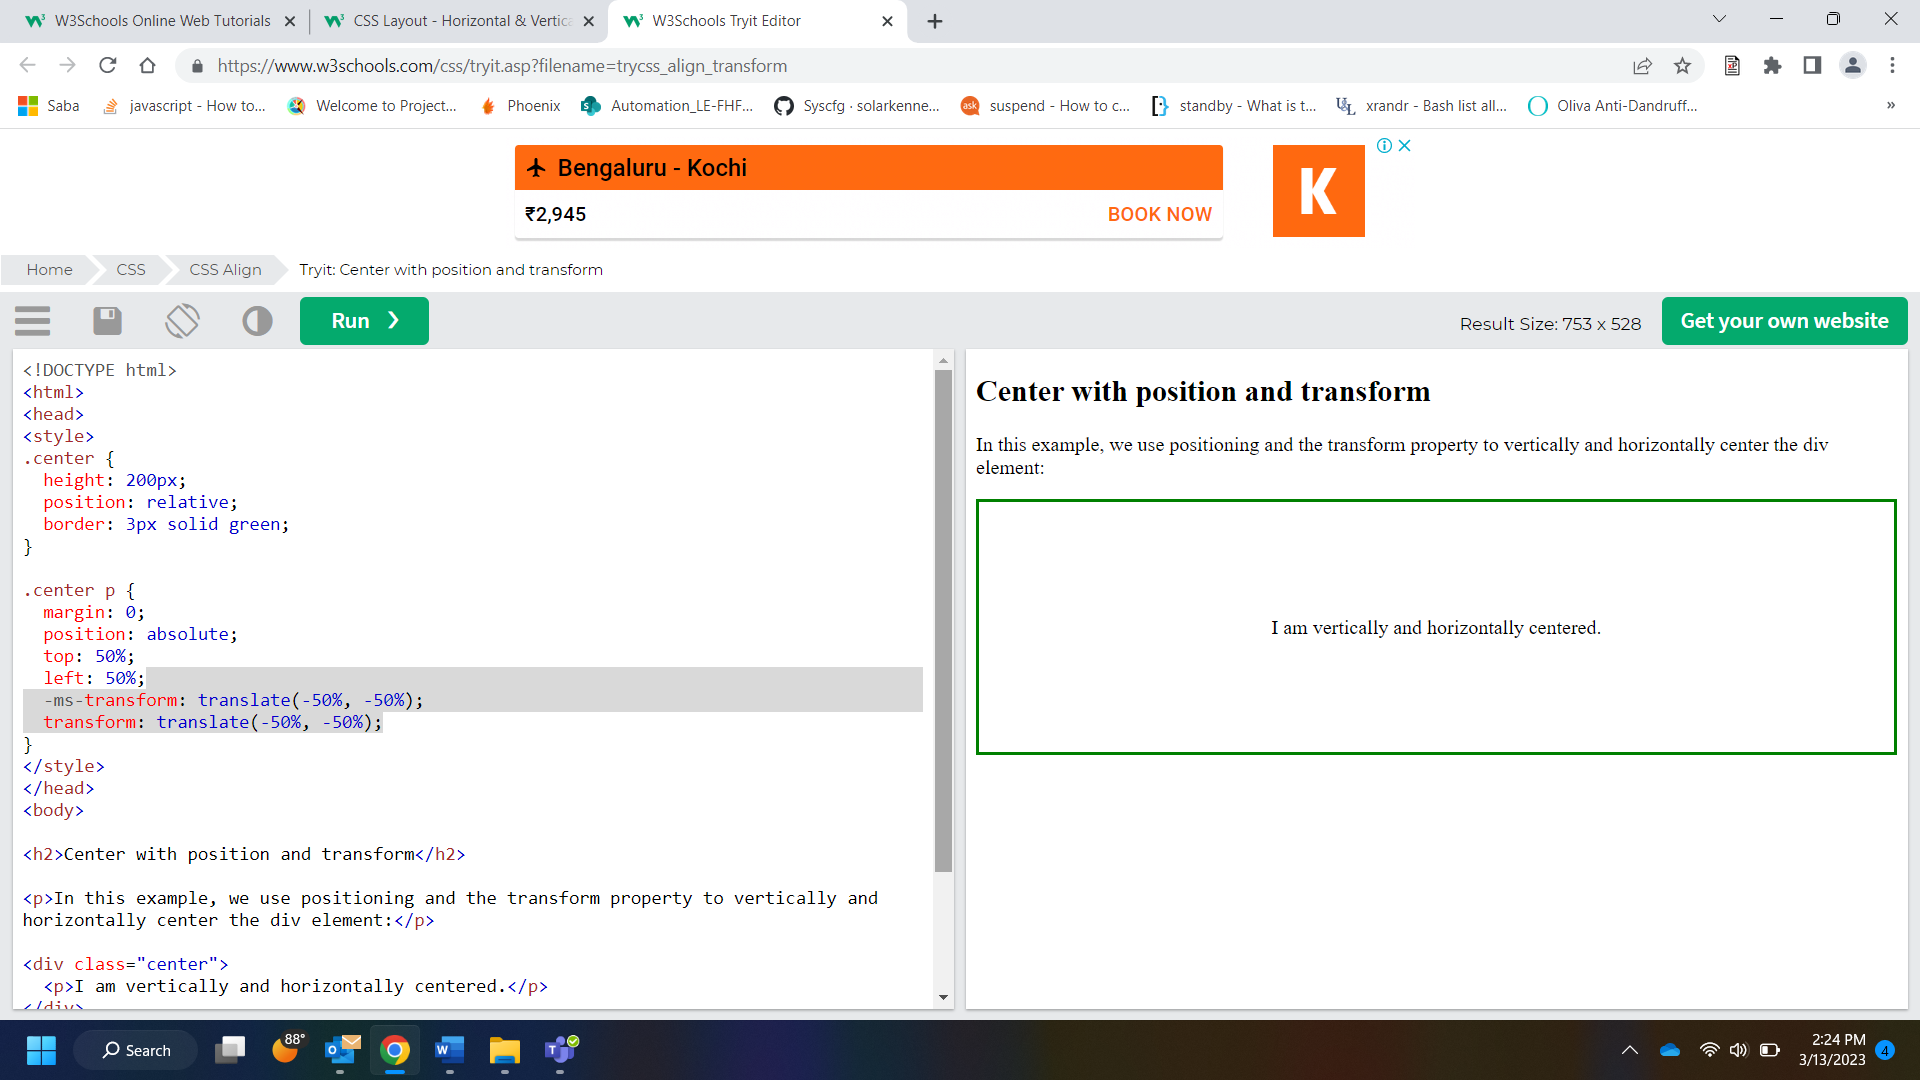 W3Schools Online Web Tutorials
CSS Layout - Horizontal & Vertic
W3Schools Tryit Editor
https://www.w3schools.com/css/tryit.asp?filename=trycss_align_transform
Saba
javascript - How to...
Welcome to Project...
Phoenix
Automation_LE-FHF...
Syscfg · solarkenne...
ask
suspend - How to c...
standby - What is t...
U&L
xrandr - Bash list all...
Oliva Anti-Dandruff...
»
Bengaluru - Kochi
₹2,945
BOOK NOW
K
Home
CSS
CSS Align
Tryit: Center with position and transform
Run ❯
Result Size: 753 x 528
Get your own website
<!DOCTYPE html>
<html>
<head>
<style>
.center {
height: 200px;
position: relative;
border: 3px solid green;
}
.center p {
margin: 0;
position: absolute;
top: 50%;
left: 50%;
-ms-transform: translate(-50%, -50%);
transform: translate(-50%, -50%);
}
</style>
</head>
<body>
<h2>Center with position and transform</h2>
<p>In this example, we use positioning and the transform property to vertically and
horizontally center the div element:</p>
<div class="center">
<p>I am vertically and horizontally centered.</p>
</div>
Center with position and transform
In this example, we use positioning and the transform property to vertically and horizontally center the div
element:
I am vertically and horizontally centered.
Search
88°
2:24 PM
3/13/2023
4